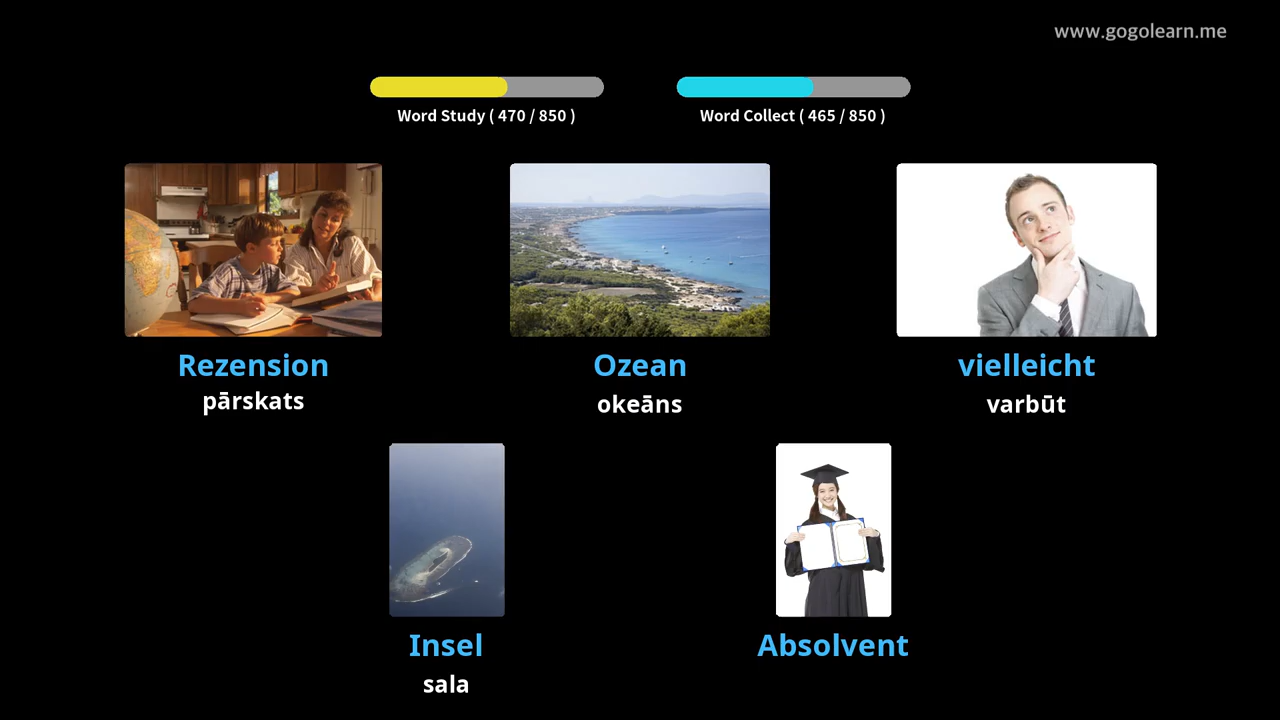 www.gogolearn.me
Word Study ( 470 / 850 )
Word Collect ( 465 / 850 )
Rezension
pārskats
Ozean
okeāns
vielleicht
varbūt
Insel
sala
Absolvent